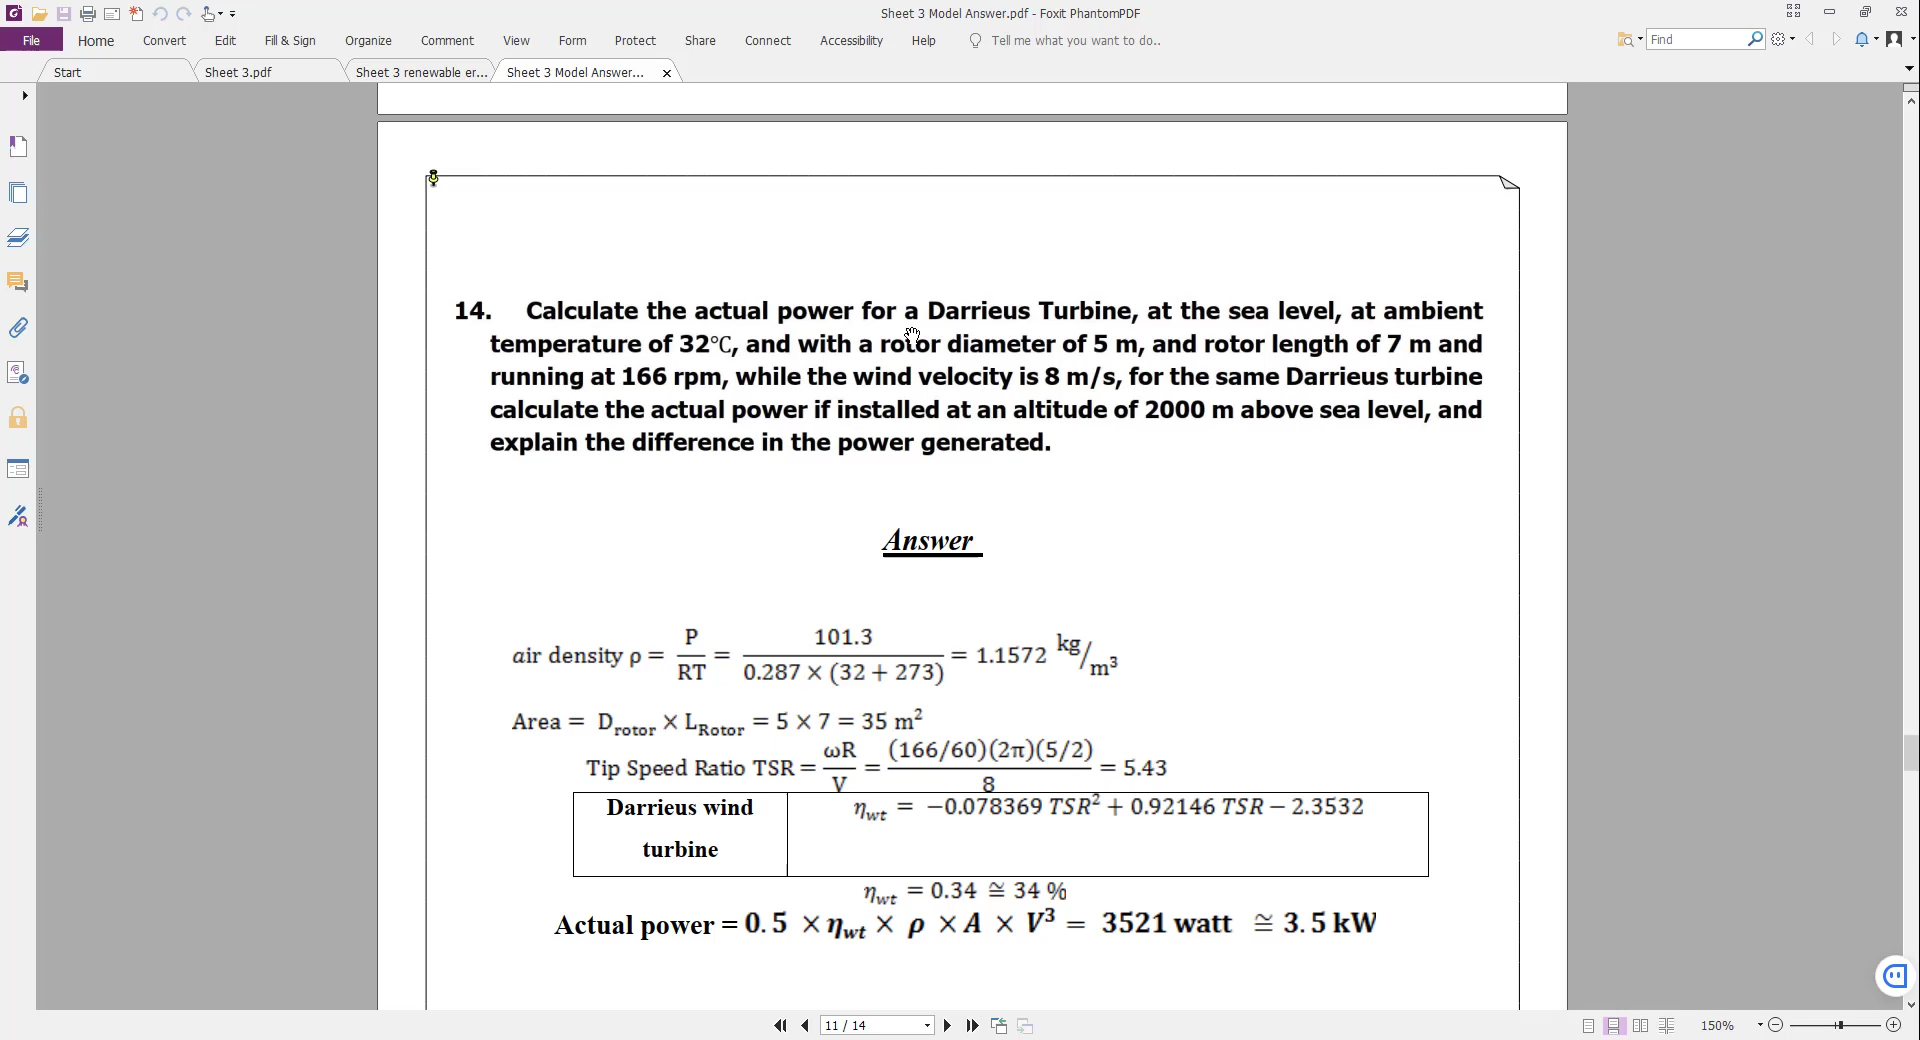 Sheet 3 Model Answer.pdf - Foxit PhantomPDF
File Home Convert Edit Fill & Sign Organize Comment View Form Protect Share Connect Accessibility Help Tell me what you want to do.. Find
Start Sheet 3.pdf Sheet 3 renewable er... Sheet 3 Model Answer...
14. Calculate the actual power for a Darrieus Turbine, at the sea level, at ambient
temperature of 32℃, and with a rotor diameter of 5 m, and rotor length of 7 m and
running at 166 rpm, while the wind velocity is 8 m/s, for the same Darrieus turbine
calculate the actual power if installed at an altitude of 2000 m above sea level, and
explain the difference in the power generated.
Answer
air density ρ = P/RT = 101.3/(0.287 × (32 + 273)) = 1.1572 kg/m³
Area = D_rotor × L_Rotor = 5 × 7 = 35 m²
Tip Speed Ratio TSR = ωR/V = (166/60)(2π)(5/2)/8 = 5.43
Darrieus wind
turbine
η_wt = −0.078369 TSR² + 0.92146 TSR − 2.3532
η_wt = 0.34 ≅ 34 %
Actual power = 0.5 × η_wt × ρ × A × V³ = 3521 watt ≅ 3.5 kW
11 / 14
150%